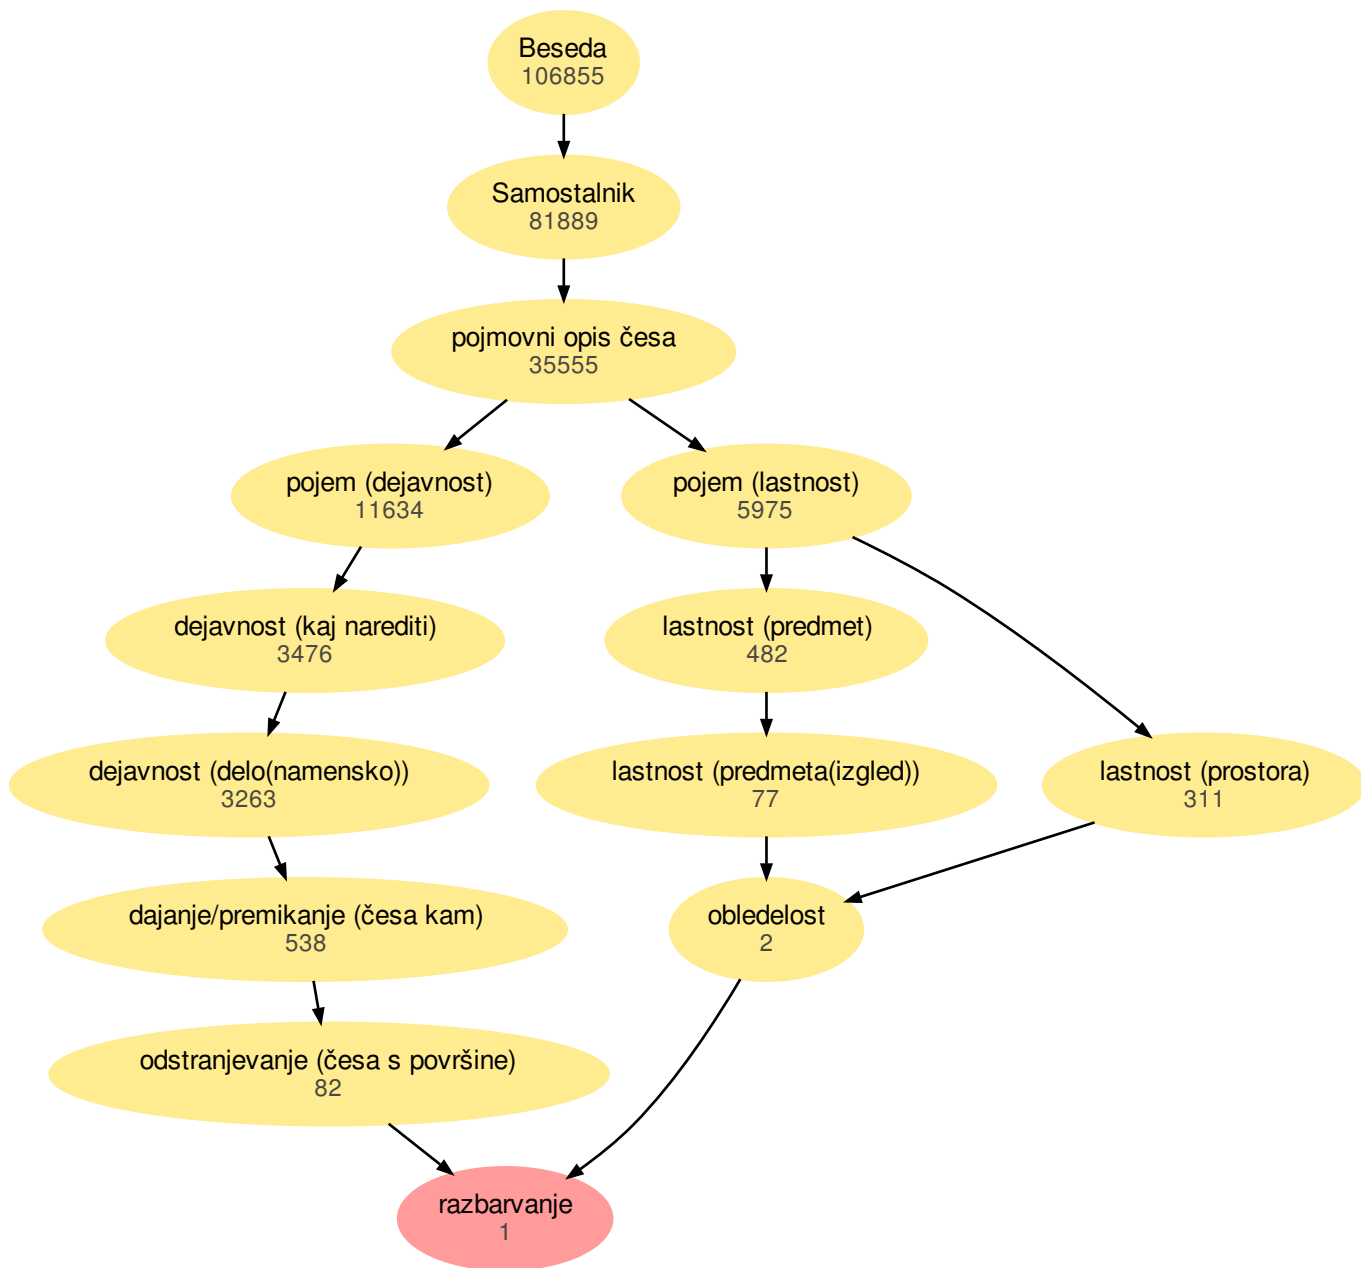 Beseda
106855
Samostalnik
81889
pojmovni opis česa
35555
pojem (dejavnost)
11634
pojem (lastnost)
5975
dejavnost (kaj narediti)
3476
lastnost (predmet)
482
dejavnost (delo(namensko))
3263
lastnost (predmeta(izgled))
77
lastnost (prostora)
311
dajanje/premikanje (česa kam)
538
obledelost
2
odstranjevanje (česa s površine)
82
razbarvanje
1